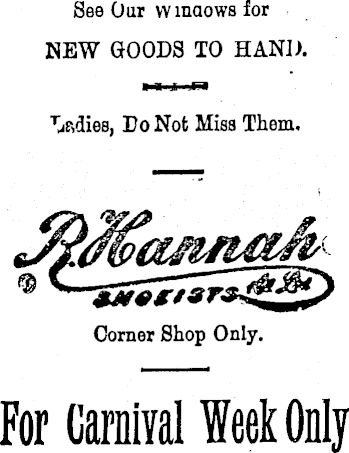 See Our Windows for
NEW GOODS TO HAND.
Ladies, Do Not Miss Them.
R. Hannah
& Co.
Corner Shop Only.
For Carnival Week Only